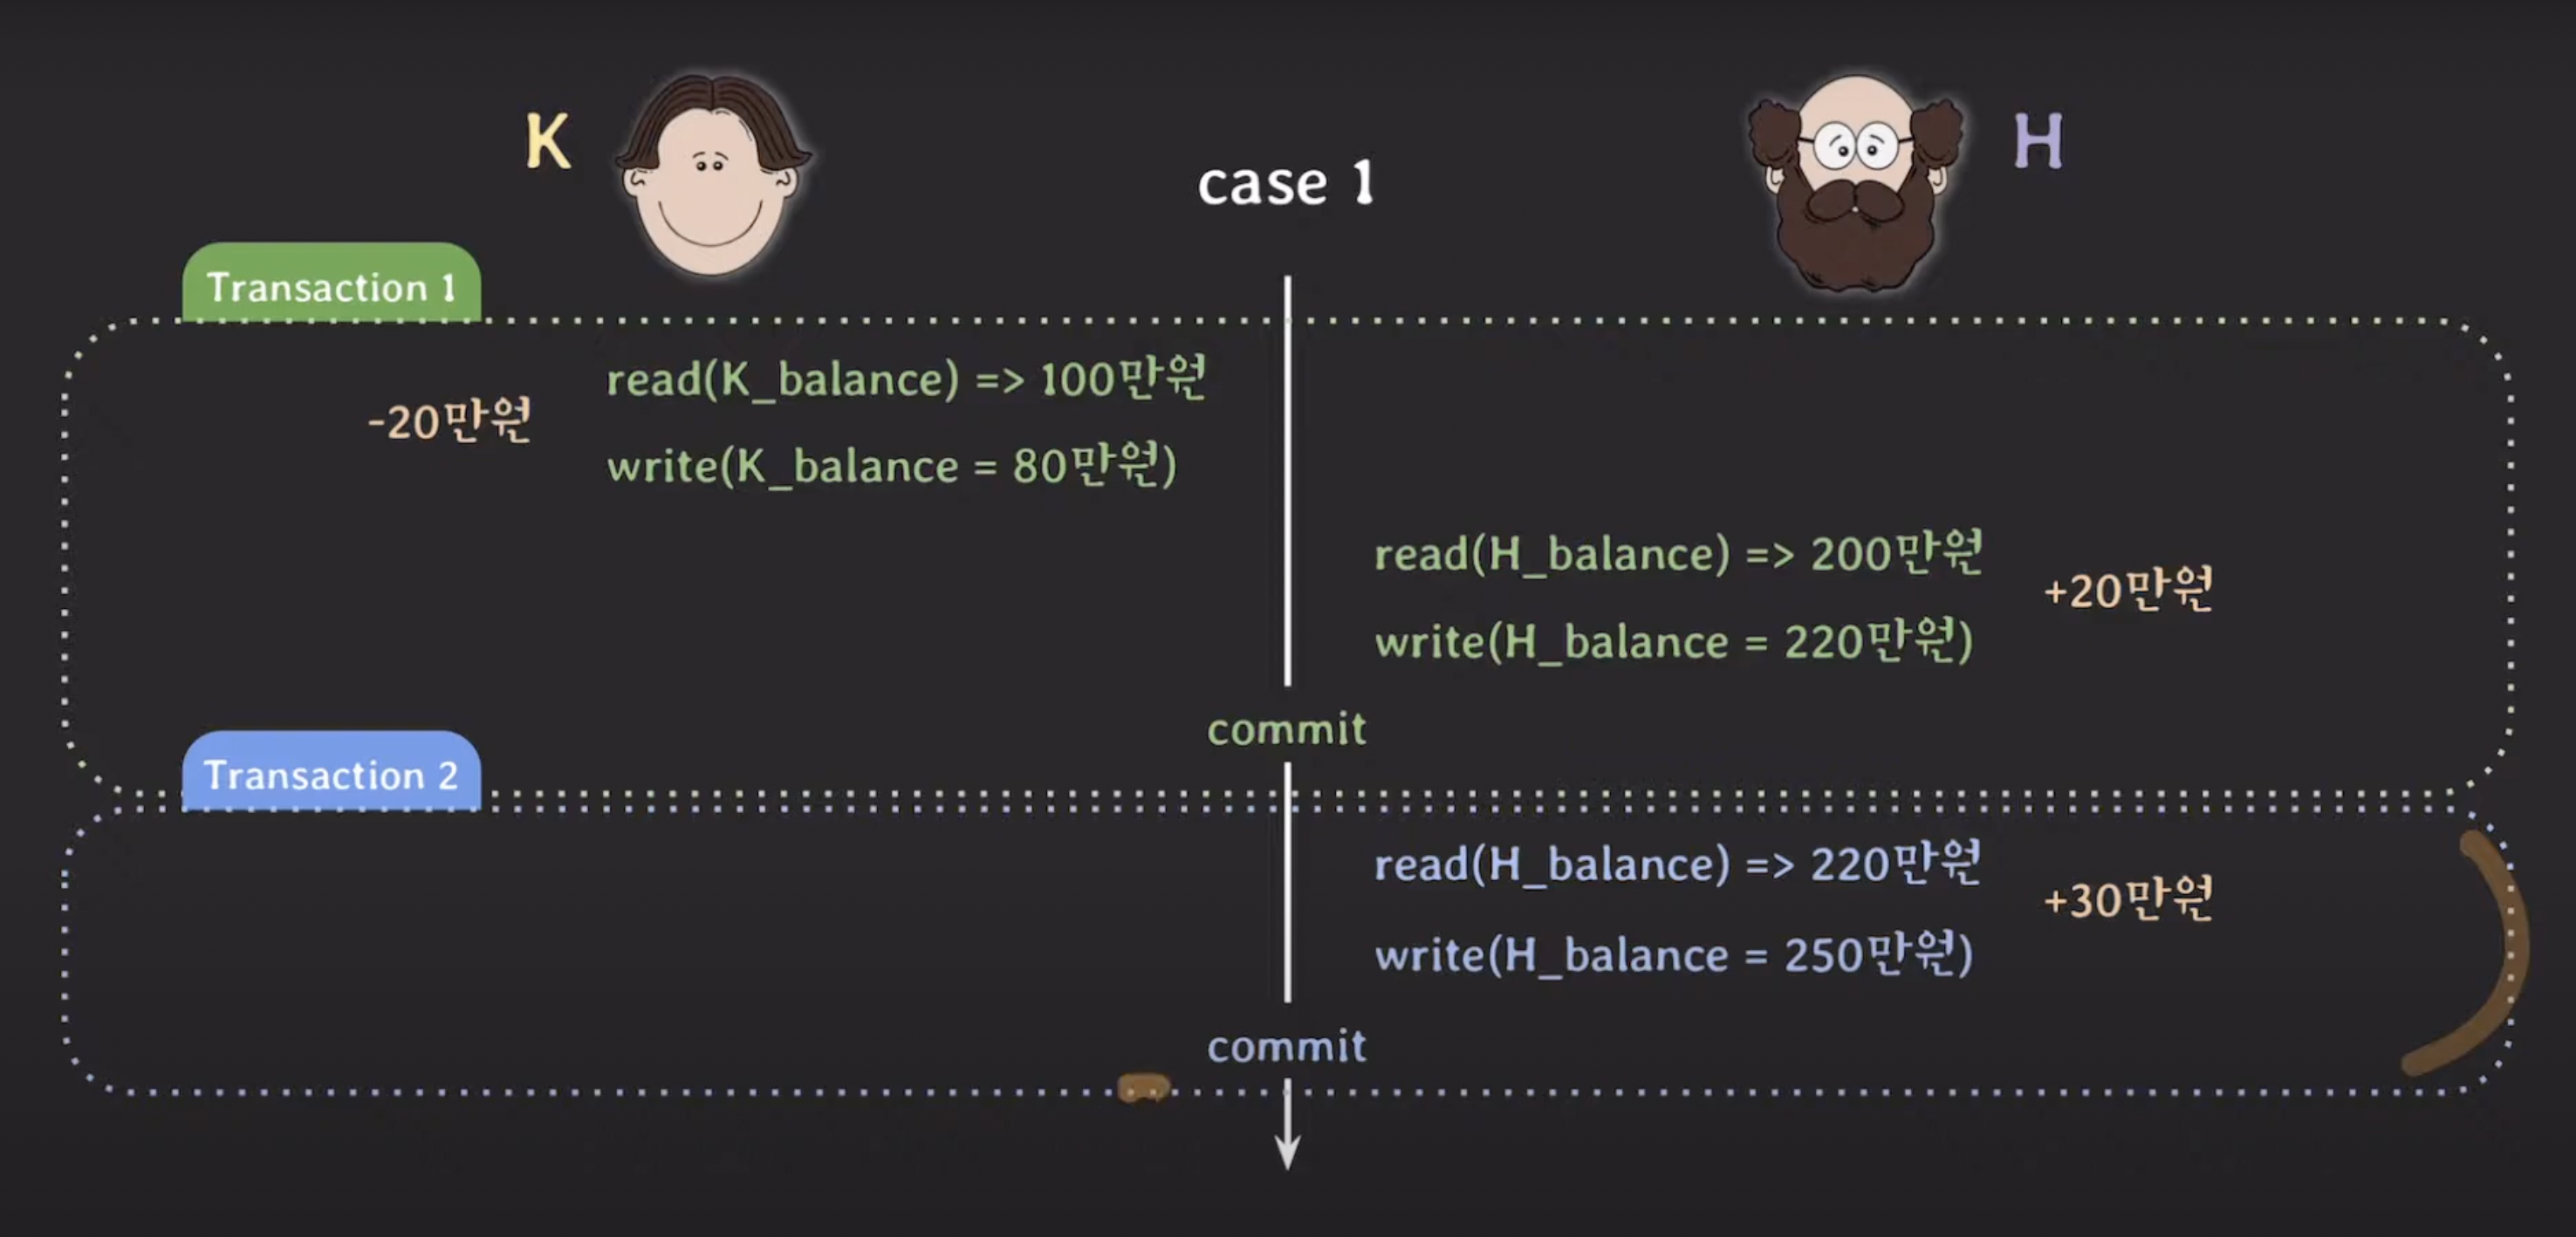 K
case 1
H
Transaction 1
read(K_balance) => 100만원
-20만원
write(K_balance = 80만원)
read(H_balance) => 200만원
+20만원
write(H_balance = 220만원)
commit
Transaction 2
read(H_balance) => 220만원
+30만원
write(H_balance = 250만원)
commit